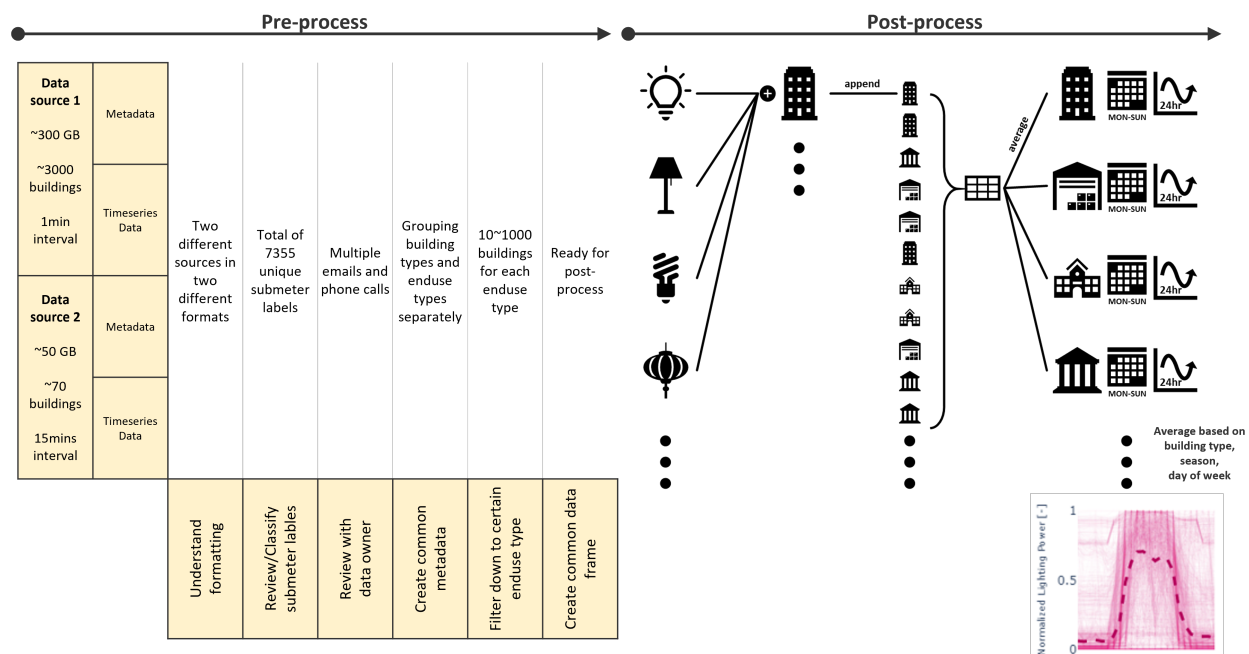 Pre-process
Post-process
Data
source 1
~300 GB
~3000
buildings
1min
interval
Metadata
Timeseries
Data
Data
source 2
~50 GB
~70
buildings
15mins
interval
Metadata
Timeseries
Data
Two
different
sources in
two
different
formats
Total of
7355
unique
submeter
labels
Multiple
emails and
phone calls
Grouping
building
types and
enduse
types
separately
10~1000
buildings
for each
enduse
type
Ready for
post-
process
Understand
formatting
Review/Classify
submeter lables
Review with
data owner
Create common
metadata
Filter down to certain
enduse type
Create common data
frame
append
average
24hr
MON-SUN
24hr
MON-SUN
24hr
MON-SUN
24hr
MON-SUN
Average based on
building type,
season,
day of week
Normalized Lighting Power [-]
1
0.5
0